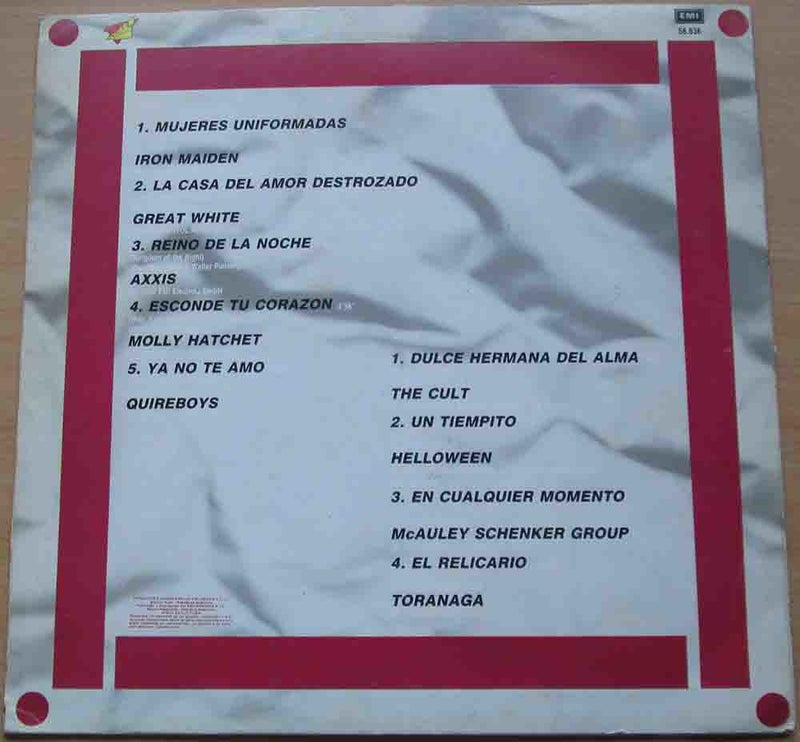 EMI
56.836
1. MUJERES UNIFORMADAS
IRON MAIDEN
2. LA CASA DEL AMOR DESTROZADO
GREAT WHITE
3. REINO DE LA NOCHE
AXXIS
4. ESCONDE TU CORAZON
MOLLY HATCHET
5. YA NO TE AMO
QUIREBOYS
1. DULCE HERMANA DEL ALMA
THE CULT
2. UN TIEMPITO
HELLOWEEN
3. EN CUALQUIER MOMENTO
McAULEY SCHENKER GROUP
4. EL RELICARIO
TORANAGA